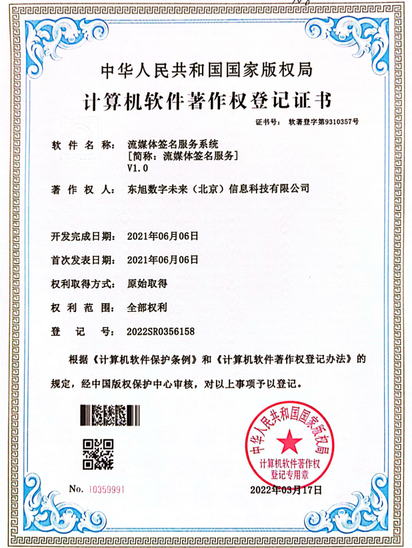 中华人民共和国国家版权局
计算机软件著作权登记证书
证书号： 软著登字第9310357号
软件名称： 流媒体签名服务系统
[简称：流媒体签名服务]
V1.0
著作权人： 东旭数字未来（北京）信息科技有限公司
开发完成日期： 2021年06月06日
首次发表日期： 2021年06月06日
权利取得方式： 原始取得
权利范围： 全部权利
登记号： 2022SR0356158
根据《计算机软件保护条例》和《计算机软件著作权登记办法》的
规定，经中国版权保护中心审核，对以上事项予以登记。
中华人民共和国国家版权局
计算机软件著作权
登记专用章
No. 10359991
2022年03月17日